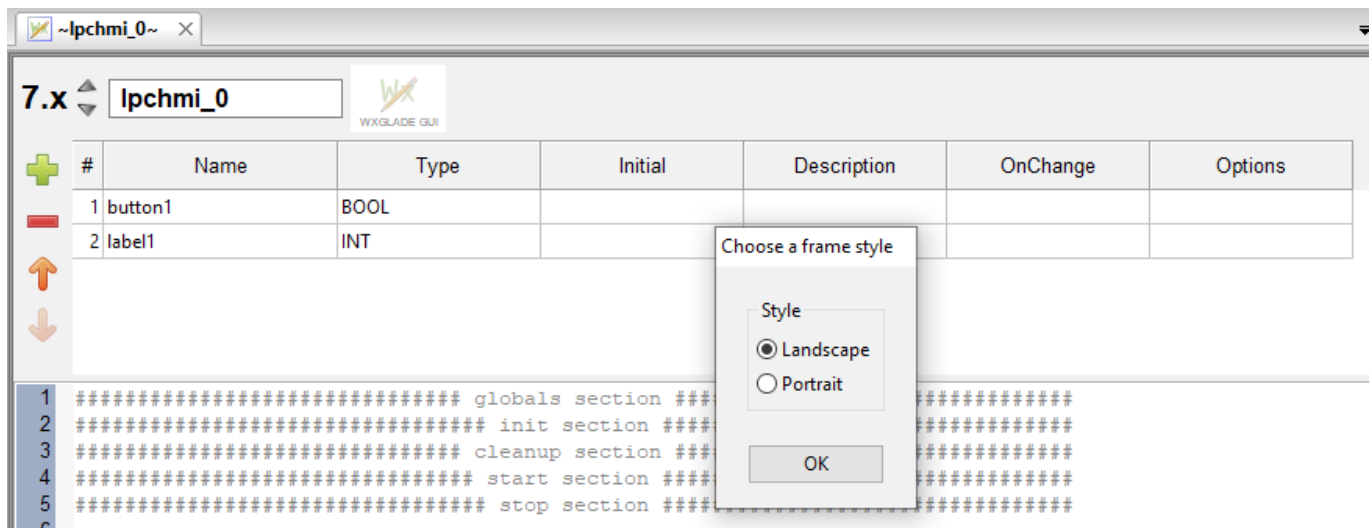 ~lpchmi_0~
7.x lpchmi_0
WXGLADE GUI
# Name Type Initial Description OnChange Options
1 button1 BOOL
2 label1 INT
Choose a frame style
Style
Landscape
Portrait
OK
1 ############################### globals section #### ############
2 ################################# init section #### ############
3 ############################### cleanup section #### ############
4 ################################ start section #### ############
5 ################################# stop section ################################